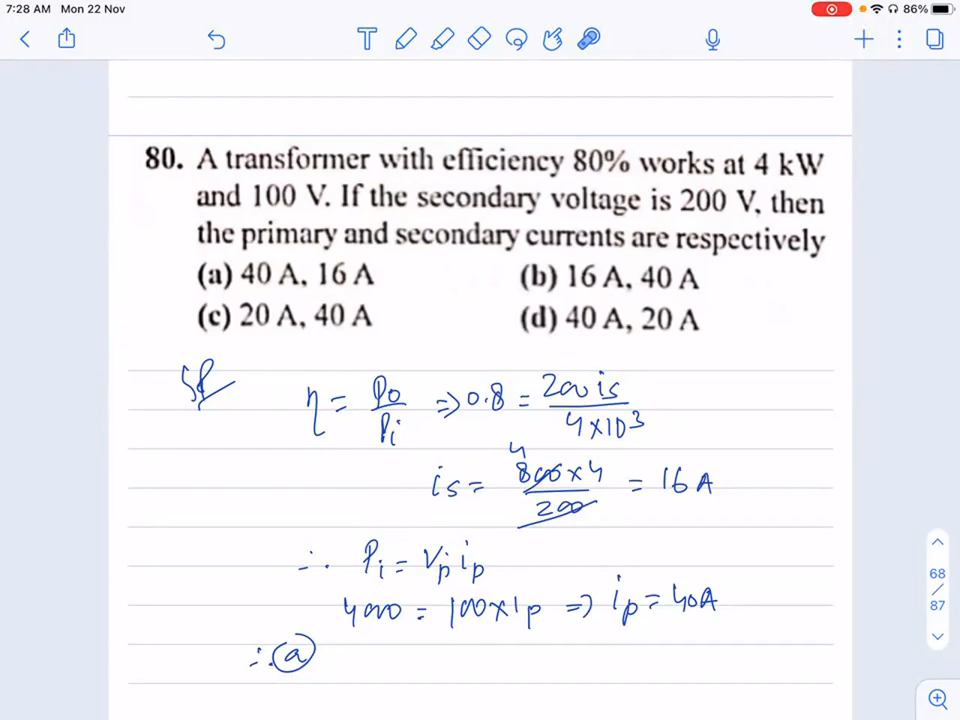 7:28 AM Mon 22 Nov
86%
80. A transformer with efficiency 80% works at 4 kW
and 100 V. If the secondary voltage is 200 V, then
the primary and secondary currents are respectively
(a) 40 A, 16 A (b) 16 A, 40 A
(c) 20 A, 40 A (d) 40 A, 20 A
η = Po/Pi => 0.8 = 200 is/4×10³
is = 800×4/200 = 16 A
4
∴ Pi = Vp ip
4000 = 100×ip => ip = 40A
∴ (a)
68
/
87